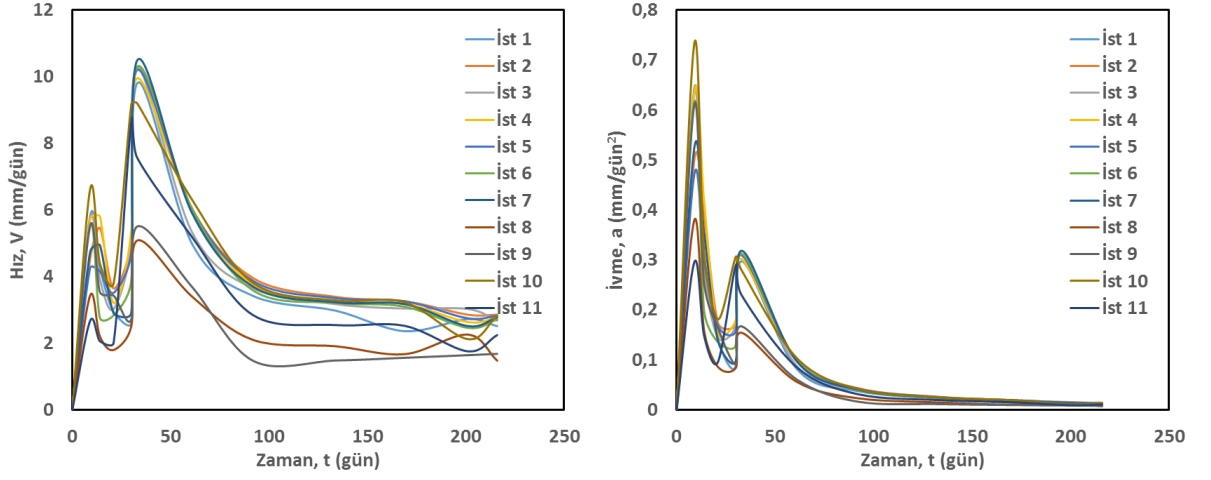 12
10
8
6
4
2
0
Hız, V (mm/gün)
0 50 100 150 200 250
Zaman, t (gün)
İst 1
İst 2
İst 3
İst 4
İst 5
İst 6
İst 7
İst 8
İst 9
İst 10
İst 11
0,8
0,7
0,6
0,5
0,4
0,3
0,2
0,1
0
İvme, a (mm/gün²)
0 50 100 150 200 250
Zaman, t (gün)
İst 1
İst 2
İst 3
İst 4
İst 5
İst 6
İst 7
İst 8
İst 9
İst 10
İst 11